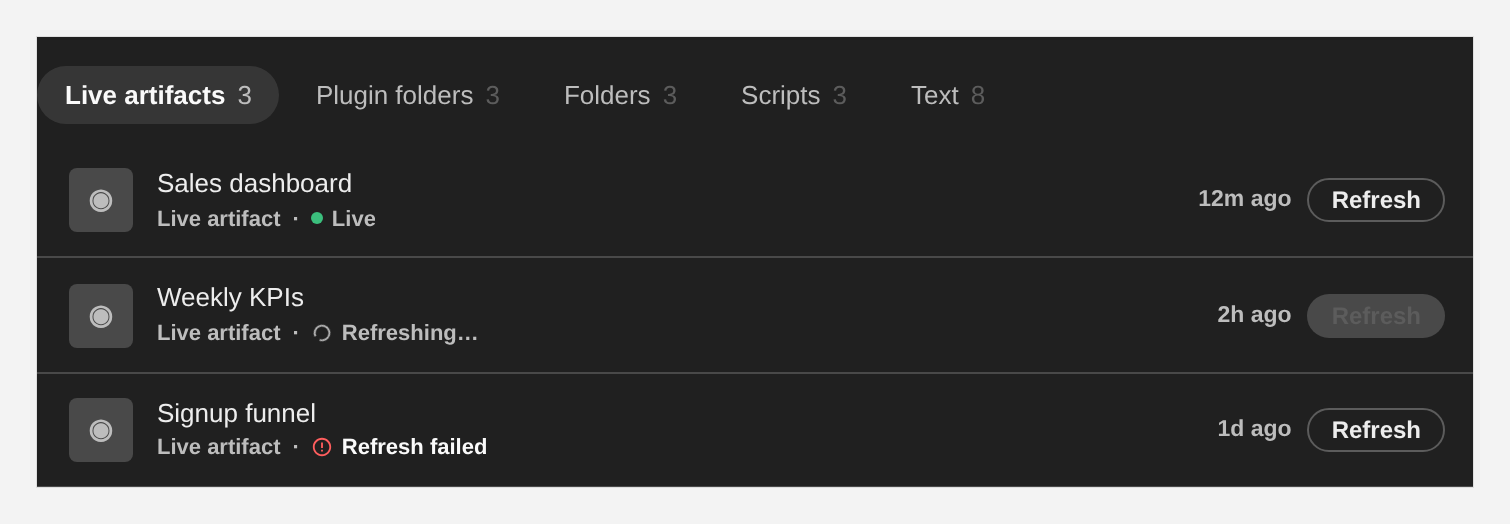 Live artifacts 3 Plugin folders 3 Folders 3 Scripts 3 Text 8
Sales dashboard
Live artifact · Live
12m ago Refresh
Weekly KPIs
Live artifact · Refreshing…
2h ago Refresh
Signup funnel
Live artifact · Refresh failed
1d ago Refresh